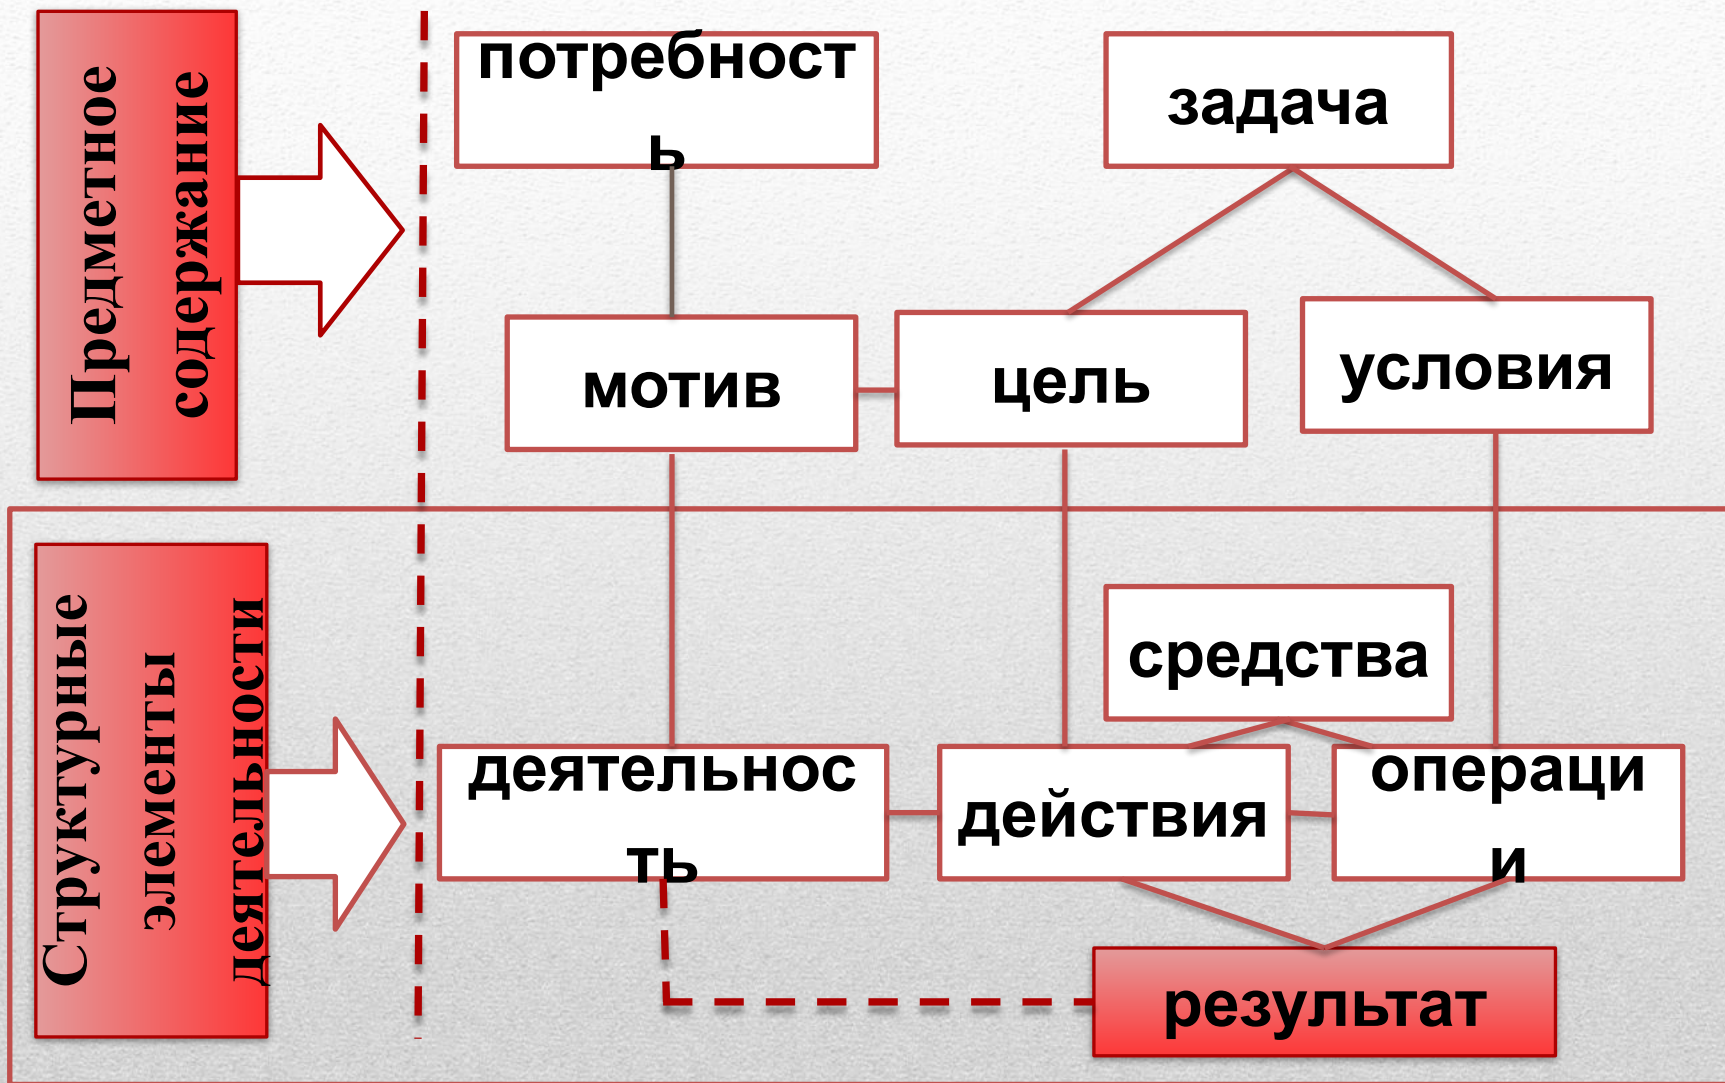 Предметное
содержание
потребност
ь
задача
мотив
цель
условия
Структурные
элементы
деятельности
средства
деятельнос
ть
действия
операци
и
результат